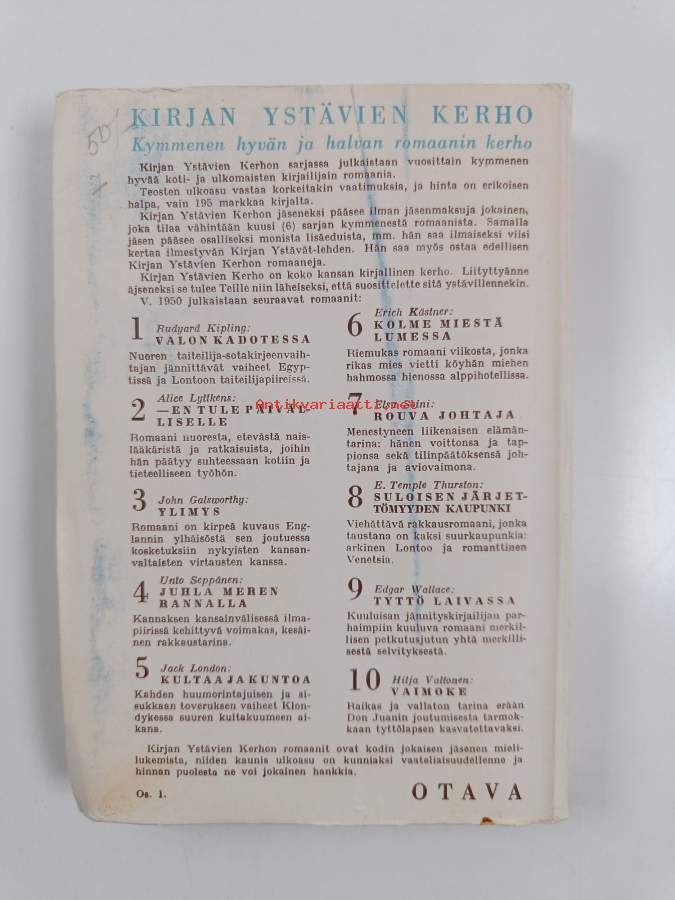 50/-
KIRJAN YSTÄVIEN KERHO
Kymmenen hyvän ja halvan romaanin kerho
Kirjan Ystävien Kerhon sarjassa julkaistaan vuosittain kymmenen
hyvää koti- ja ulkomaisten kirjailijain romaania.
Teosten ulkoasu vastaa korkeitakin vaatimuksia, ja hinta on erikoisen
halpa, vain 195 markkaa kirjalta.
Kirjan Ystävien Kerhon jäseneksi pääsee ilman jäsenmaksuja jokainen,
joka tilaa vähintään kuusi (6) sarjan kymmenestä romaanista. Samalla
jäsen pääsee osalliseksi monista lisäeduista, mm. hän saa ilmaiseksi viisi
kertaa ilmestyvän Kirjan Ystävät-lehden. Hän saa myös ostaa edellisen
Kirjan Ystävien Kerhon romaaneja.
Kirjan Ystävien Kerho on koko kansan kirjallinen kerho. Liityttyänne
äjseneksi se tulee Teille niin läheiseksi, että suosittelette sitä ystävillennekin.
V. 1950 julkaistaan seuraavat romaanit:
1 Rudyard Kipling:
VALON KADOTESSA
Nuoren taiteilija-sotakirjeenvaih-
tajan jännittävät vaiheet Egyp-
tissä ja Lontoon taiteilijapiireissä.
2 Alice Lyttkens:
—EN TULE PÄIVÄL-
LISELLE
Romaani nuoresta, etevästä nais-
lääkäristä ja ratkaisuista, joihin
hän päätyy suhteessaan kotiin ja
tieteelliseen työhön.
3 John Galsworthy:
YLIMYS
Romaani on kirpeä kuvaus Eng-
lannin ylhäisöstä sen joutuessa
kosketuksiin nykyisten kansan-
valtaisten virtausten kanssa.
4 Unto Seppänen:
JUHLA MEREN
RANNALLA
Kannaksen kansainvälisessä ilma-
piirissä kehittyvä voimakas, kesäi-
nen rakkaustarina.
5 Jack London:
KULTAA JA KUNTOA
Kahden huumorintajuisen ja si-
sukkaan toveruksen vaiheet Klon-
dykessa suuren kultakuumeen ai-
kana.
6 Erich Kästner:
KOLME MIESTÄ
LUMESSA
Riemukas romaani viikosta, jonka
rikas mies vietti köyhän miehen
hahmossa hienossa alppihotellissa.
7 Elsa Soini:
ROUVA JOHTAJA
Menestyneen liikenaisen elämän-
tarina: hänen voittonsa ja tap-
pionsa sekä tilinpäätöksensä joh-
tajana ja aviovaimona.
8 E. Temple Thurston:
SULOISEN JÄRJET-
TÖMYYDEN KAUPUNKI
Viehättävä rakkausromaani, jonka
taustana on kaksi suurkaupunkia:
arkinen Lontoo ja romanttinen
Venetsia.
9 Edgar Wallace:
TYTTÖ LAIVASSA
Kuuluisan jännityskirjailijan par-
haimpiin kuuluva romaani merkil-
lisen petkutusjutun yhtä merkilli-
sestä selvityksestä.
10 Hilja Valtonen:
VAIMOKE
Raikas ja vallaton tarina erään
Don Juanin joutumisesta tarmok-
kaan tyttölapsen kasvatettavaksi.
Kirjan Ystävien Kerhon romaanit ovat kodin jokaisen jäsenen mieli-
lukemista, niiden kaunis ulkoasu on kunniaksi vaateliaisuudellenne ja
hinnan puolesta ne voi jokainen hankkia.
Os. 1.
OTAVA
Antikvariaatti.net